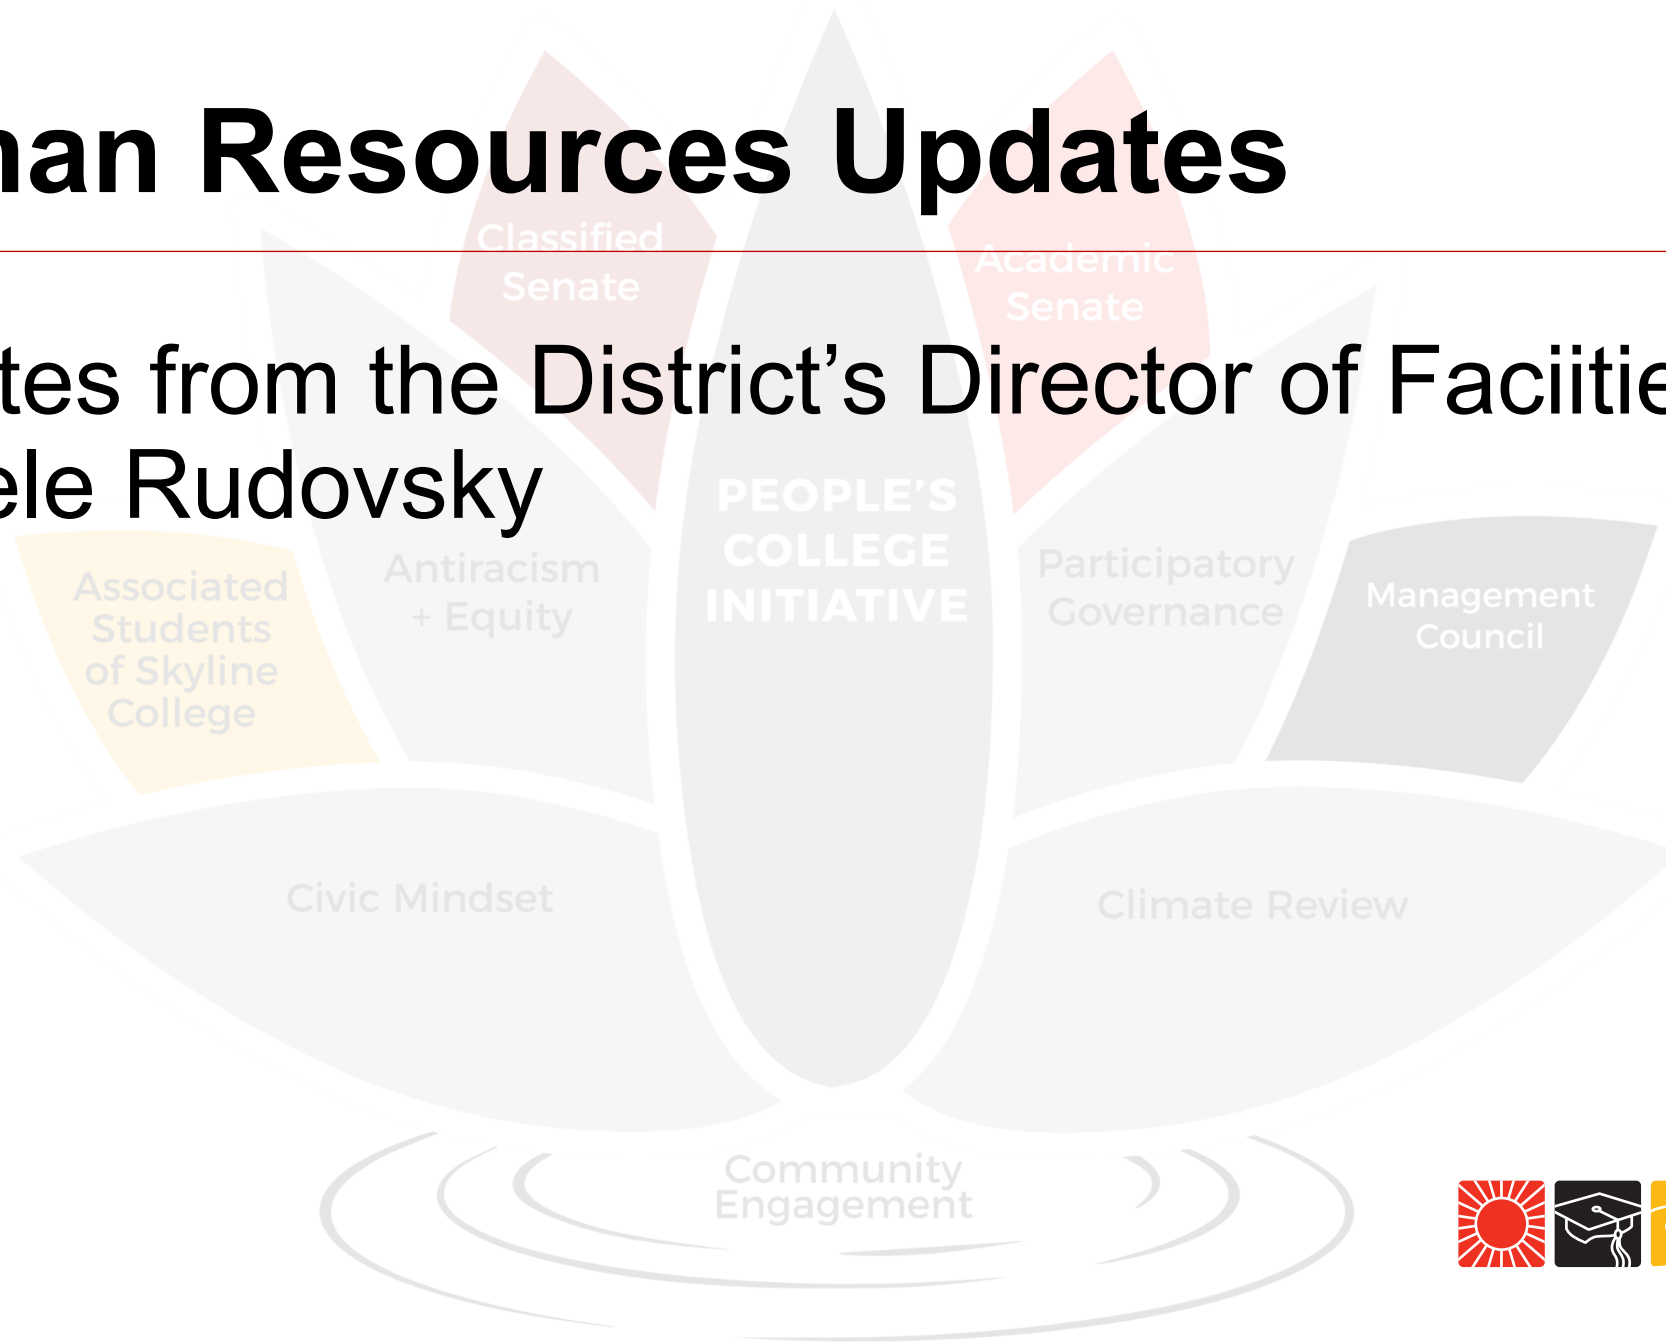 man Resources Updates
tes from the District’s Director of Faciitie
ele Rudovsky
Classified
Senate
Academic
Senate
PEOPLE’S
COLLEGE
INITIATIVE
Antiracism
+ Equity
Participatory
Governance
Associated
Students
of Skyline
College
Management
Council
Civic Mindset
Climate Review
Community
Engagement